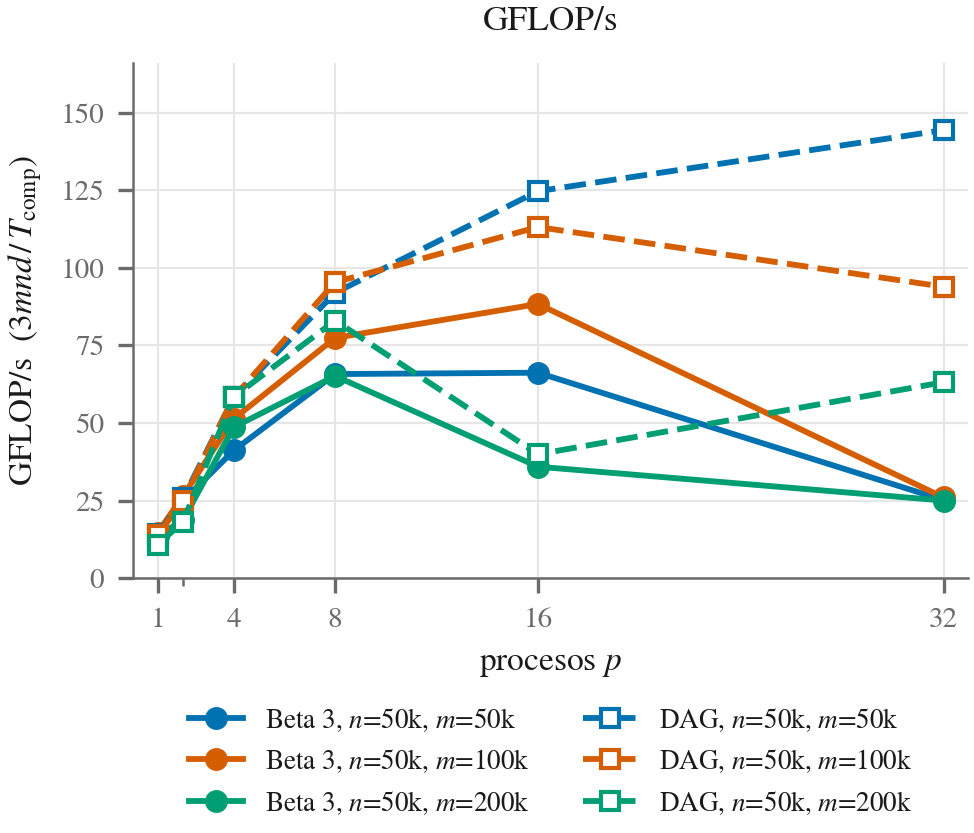 GFLOP/s
GFLOP/s (3mnd/T_comp)
150
125
100
75
50
25
0
1 4 8 16 32
procesos p
Beta 3, n=50k, m=50k DAG, n=50k, m=50k
Beta 3, n=50k, m=100k DAG, n=50k, m=100k
Beta 3, n=50k, m=200k DAG, n=50k, m=200k